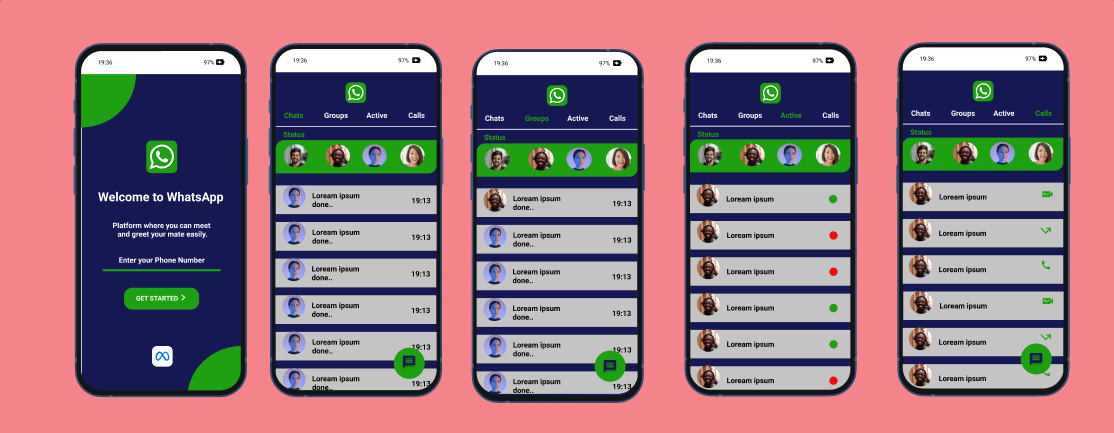 19:36
97%
Welcome to WhatsApp
Platform where you can meet
and greet your mate easily.
Enter your Phone Number
GET STARTED
19:36
97%
Chats Groups Active Calls
Status
Loream ipsum
done..
19:13
Loream ipsum
done..
19:13
Loream ipsum
done..
19:13
Loream ipsum
done..
19:13
Loream ipsum
done..
19:13
Loream ipsum
done..
19:13
19:36
97%
Chats Groups Active Calls
Status
Loream ipsum
done..
19:13
Loream ipsum
done..
19:13
Loream ipsum
done..
19:13
Loream ipsum
done..
19:13
Loream ipsum
done..
19:13
Loream ipsum
done..
19:13
19:36
97%
Chats Groups Active Calls
Status
Loream ipsum
Loream ipsum
Loream ipsum
Loream ipsum
Loream ipsum
Loream ipsum
19:36
97%
Chats Groups Active Calls
Status
Loream ipsum
Loream ipsum
Loream ipsum
Loream ipsum
Loream ipsum
Loream ipsum